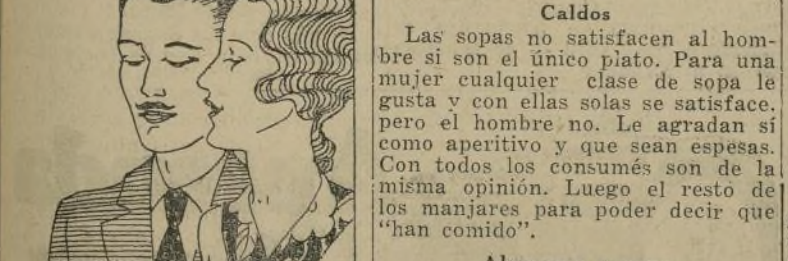 Caldos
Las sopas no satisfacen al hom-
bre si son el único plato. Para una
mujer cualquier clase de sopa le
gusta y con ellas solas se satisface.
pero el hombre no. Le agradan sí
como aperitivo y que sean espesas.
Con todos los consumés son de la
misma opinión. Luego el resto de
los manjares para poder decir que
"han comido".